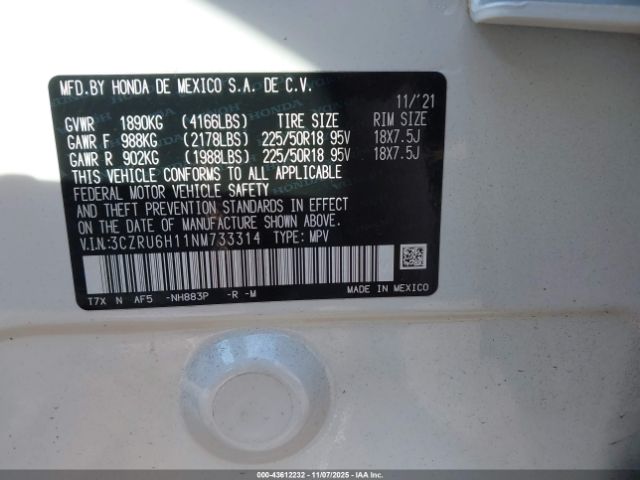 MFD.BY HONDA DE MEXICO S.A. DE C.V.
11/'21
GVWR 1890KG (4166LBS) TIRE SIZE RIM SIZE
GAWR F 988KG (2178LBS) 225/50R18 95V 18X7.5J
GAWR R 902KG (1988LBS) 225/50R18 95V 18X7.5J
THIS VEHICLE CONFORMS TO ALL APPLICABLE
FEDERAL MOTOR VEHICLE SAFETY
AND THEFT PREVENTION STANDARDS IN EFFECT
ON THE DATE OF MANUFACTURE SHOWN ABOVE.
V.I.N.:3CZRU6H11NM733314 TYPE: MPV
T7X N AF5 -NH883P -R -M
MADE IN MEXICO
000-43612232 - 11/07/2025 - IAA Inc.